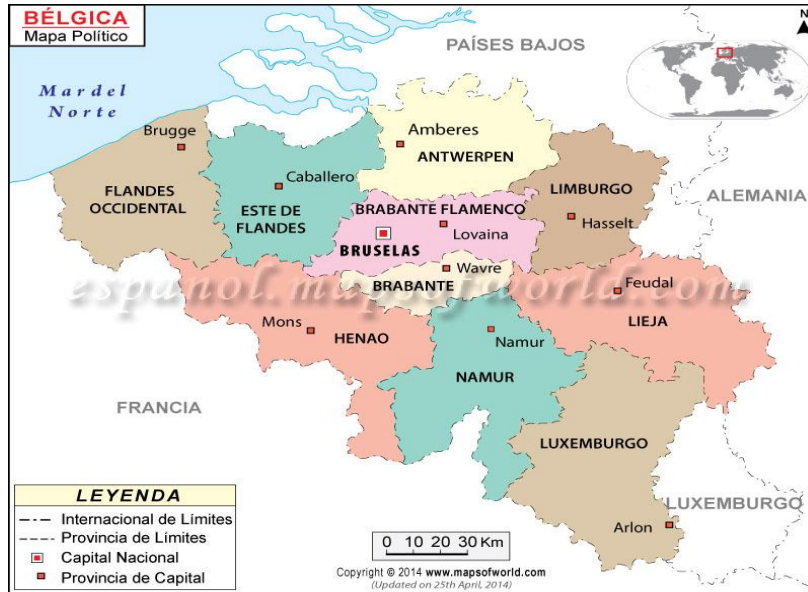 BÉLGICA
Mapa Político
PAÍSES BAJOS
N
Mardel
Norte
Brugge
Amberes
ANTWERPEN
Caballero
FLANDES
OCCIDENTAL
ESTE DE
FLANDES
LIMBURGO
ALEMANIA
BRABANTE FLAMENCO
Hasselt
Lovaina
BRUSELAS
Wavre
BRABANTE
Feudal
espanol.mapsofworld.com
Mons
HENAO
LIEJA
Namur
NAMUR
FRANCIA
LUXEMBURGO
LUXEMBURGO
Arlon
LEYENDA
Internacional de Límites
Provincia de Límites
Capital Nacional
Provincia de Capital
0 10 20 30 Km
Copyright © 2014 www.mapsofworld.com
(Updated on 25th April, 2014)